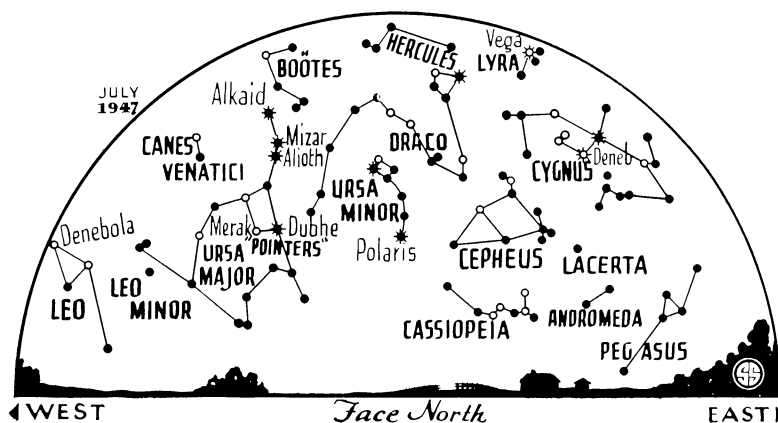 HERCULES
Vega
LYRA
BOÖTES
JULY
1947
Alkaid
CANES
VENATICI
Mizar
Alioth
DRACO
CYGNUS
Deneb
URSA
MINOR
Denebola
Merak
Dubhe
"POINTERS"
URSA
MAJOR
Polaris
CEPHEUS
LACERTA
LEO
LEO
MINOR
CASSIOPEIA
ANDROMEDA
PEGASUS
WEST
Face North
EAST